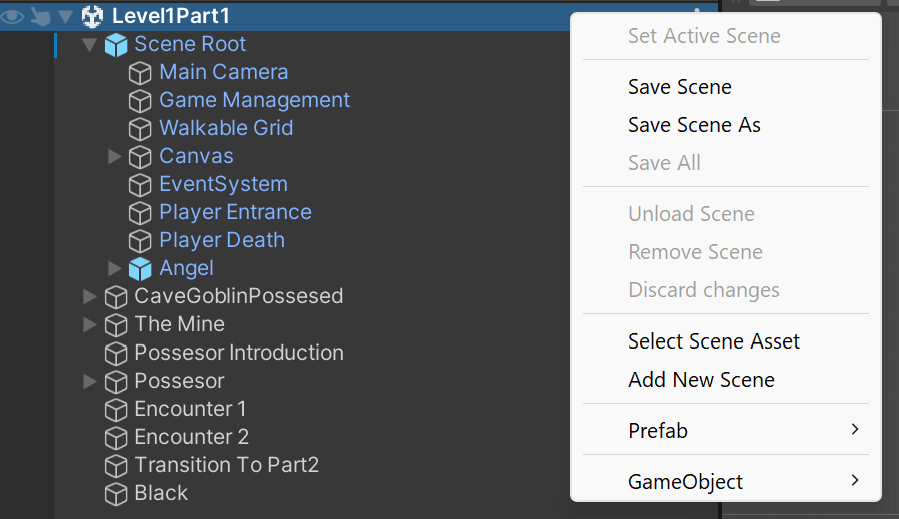 Level1Part1
Scene Root
Main Camera
Game Management
Walkable Grid
Canvas
EventSystem
Player Entrance
Player Death
Angel
CaveGoblinPossesed
The Mine
Possesor Introduction
Possesor
Encounter 1
Encounter 2
Transition To Part2
Black
Set Active Scene
Save Scene
Save Scene As
Save All
Unload Scene
Remove Scene
Discard changes
Select Scene Asset
Add New Scene
Prefab
GameObject